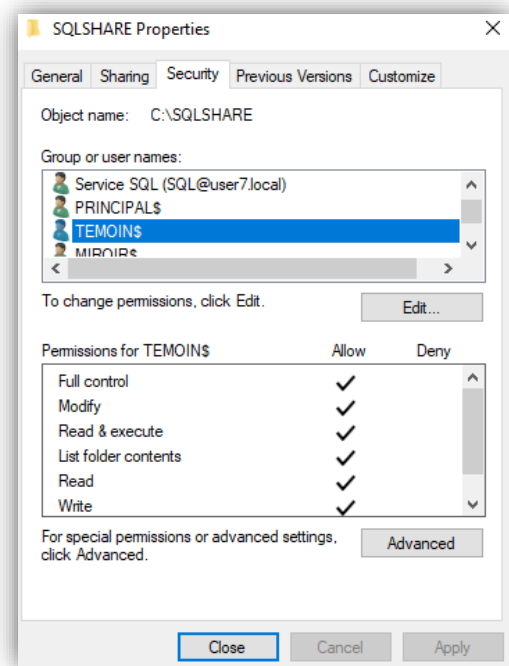 SQLSHARE Properties
General Sharing Security Previous Versions Customize
Object name: C:\SQLSHARE
Group or user names:
Service SQL (SQL@user7.local)
PRINCIPAL$
TEMOIN$
MIROIR$
To change permissions, click Edit.
Edit...
Permissions for TEMOIN$ Allow Deny
Full control
Modify
Read & execute
List folder contents
Read
Write
For special permissions or advanced settings,
click Advanced.
Advanced
Close Cancel Apply